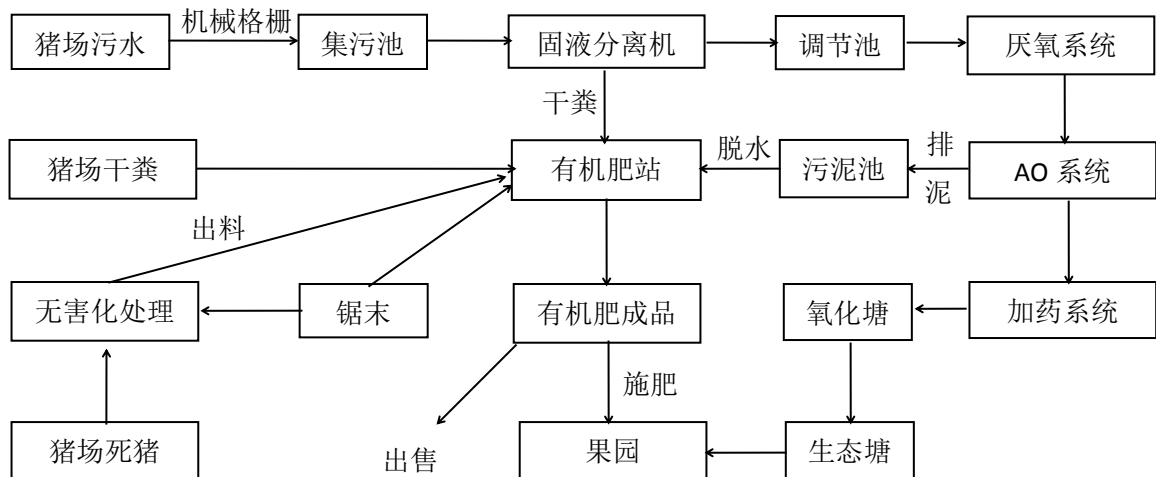 猪场污水
机械格栅
集污池
固液分离机
调节池
厌氧系统
干粪
猪场干粪
有机肥站
脱水
污泥池
排
泥
AO 系统
出料
无害化处理
锯末
有机肥成品
氧化塘
加药系统
施肥
猪场死猪
出售
果园
生态塘